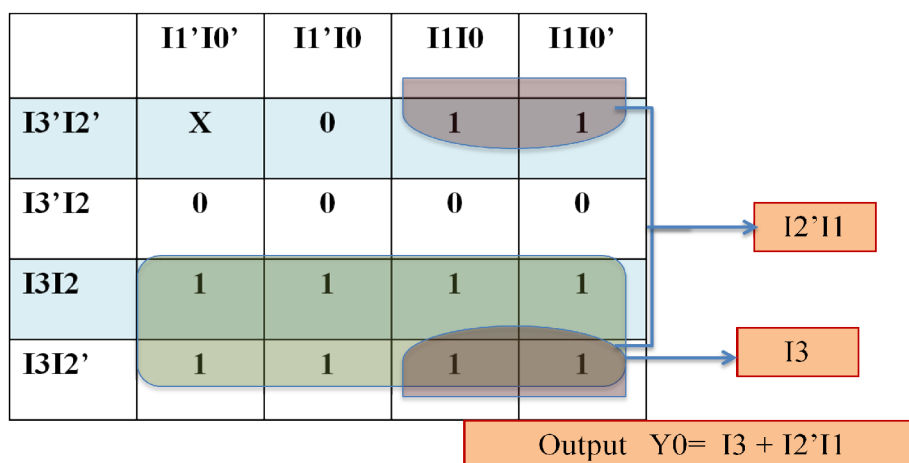 I1’I0’ I1’I0 I1I0 I1I0’
I3’I2’ X 0 1 1
I3’I2 0 0 0 0
I2’I1
I3I2 1 1 1 1
I3I2’ 1 1 1 1
I3
Output Y0= I3 + I2’I1